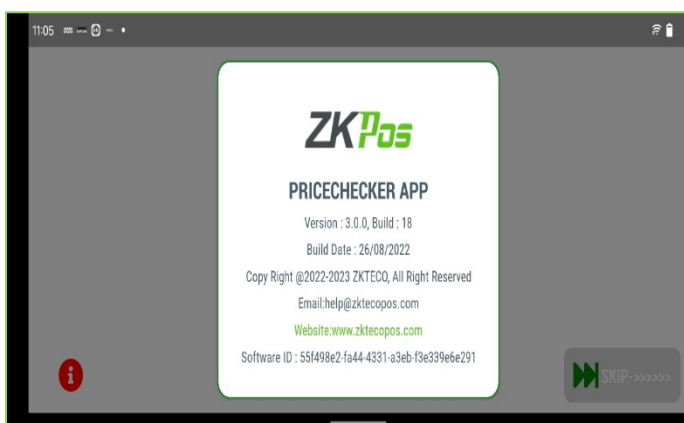 11:05
ZKPos
PRICECHECKER APP
Version : 3.0.0, Build : 18
Build Date : 26/08/2022
Copy Right @2022-2023 ZKTECO, All Right Reserved
Email:help@zktecopos.com
Website:www.zktecopos.com
Software ID : 55f498e2-fa44-4331-a3eb-f3e339e6e291
SKIP->>>>>>